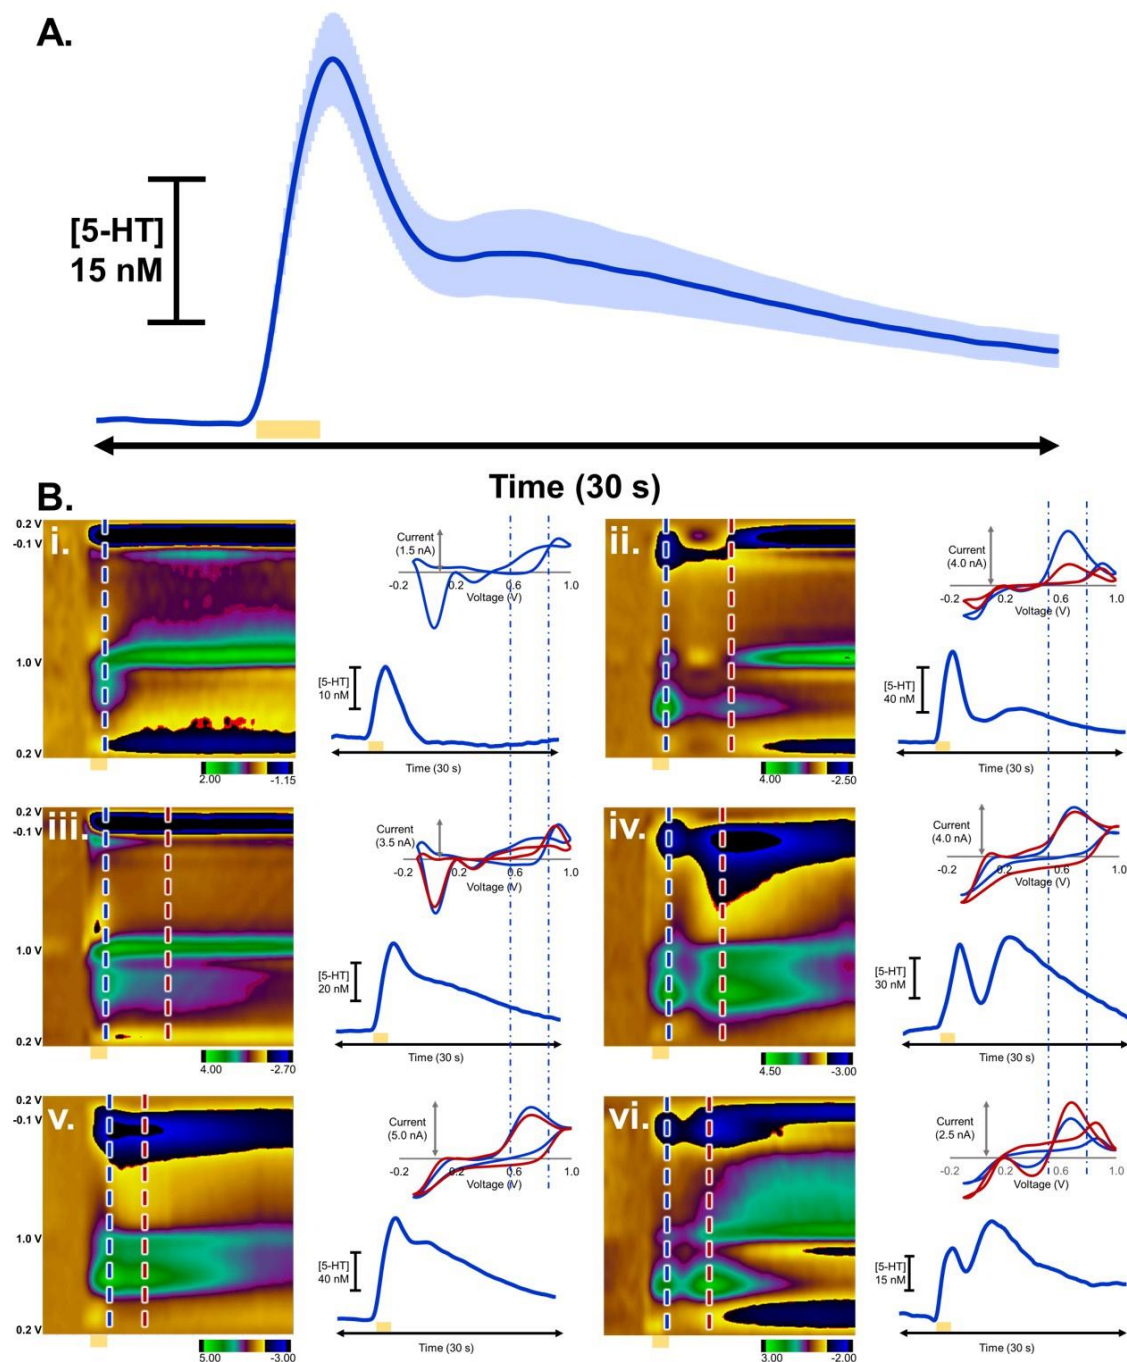 A.
[5-HT]
15 nM
Time (30 s)
B.
i.
0.2 V
-0.1 V
1.0 V
0.2 V
2.00 -1.15
Current
(1.5 nA)
-0.2 0.2 0.6 1.0
Voltage (V)
[5-HT]
10 nM
Time (30 s)
ii.
4.00 -2.50
Current
(4.0 nA)
-0.2 0.2 0.6 1.0
Voltage (V)
[5-HT]
40 nM
Time (30 s)
iii.
0.2 V
-0.1 V
1.0 V
0.2 V
4.00 -2.70
Current
(3.5 nA)
-0.2 0.2 0.6 1.0
Voltage (V)
[5-HT]
20 nM
Time (30 s)
iv.
4.50 -3.00
Current
(4.0 nA)
-0.2 0.2 0.6 1.0
Voltage (V)
[5-HT]
30 nM
Time (30 s)
v.
0.2 V
-0.1 V
1.0 V
0.2 V
5.00 -3.00
Current
(5.0 nA)
-0.2 0.2 0.6 1.0
Voltage (V)
[5-HT]
40 nM
Time (30 s)
vi.
3.00 -2.00
Current
(2.5 nA)
-0.2 0.2 0.6 1.0
Voltage (V)
[5-HT]
15 nM
Time (30 s)